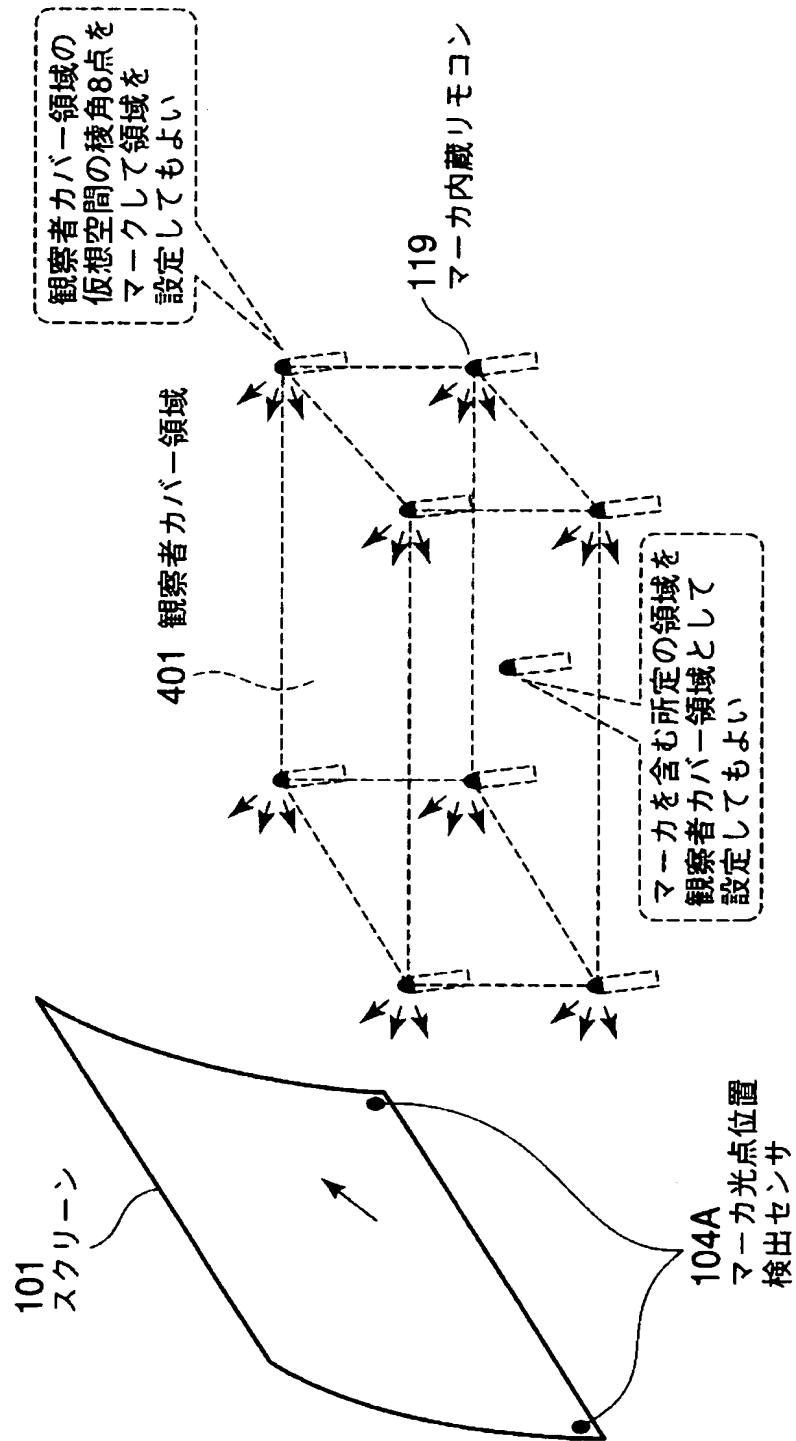 101
スクリーン
104A
マーカ光点位置
検出センサ
401 観察者カバー領域
観察者カバー領域の
仮想空間の稜角8点を
マークして領域を
設定してもよい
119
マーカ内蔵リモコン
マーカを含む所定の領域を
観察者カバー領域として
設定してもよい